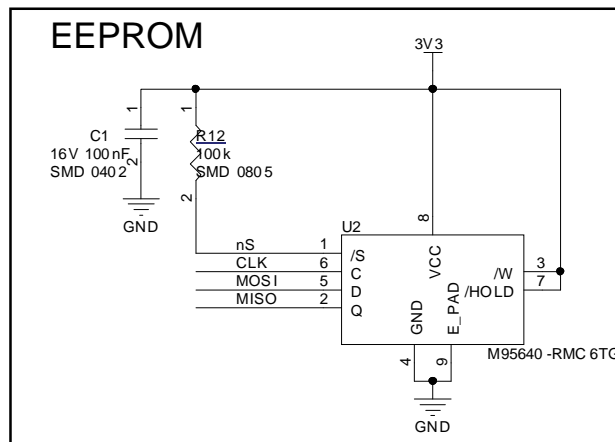 EEPROM
3V3
1
C1
16V 100nF
SMD 0402
2
GND
1
R12
100k
SMD 0805
2
U2
8
nS 1 /S
CLK 6 C
MOSI 5 D
MISO 2 Q
VCC
/W 3
/HOLD 7
GND
E_PAD
4
9
M95640 -RMC 6TG
GND